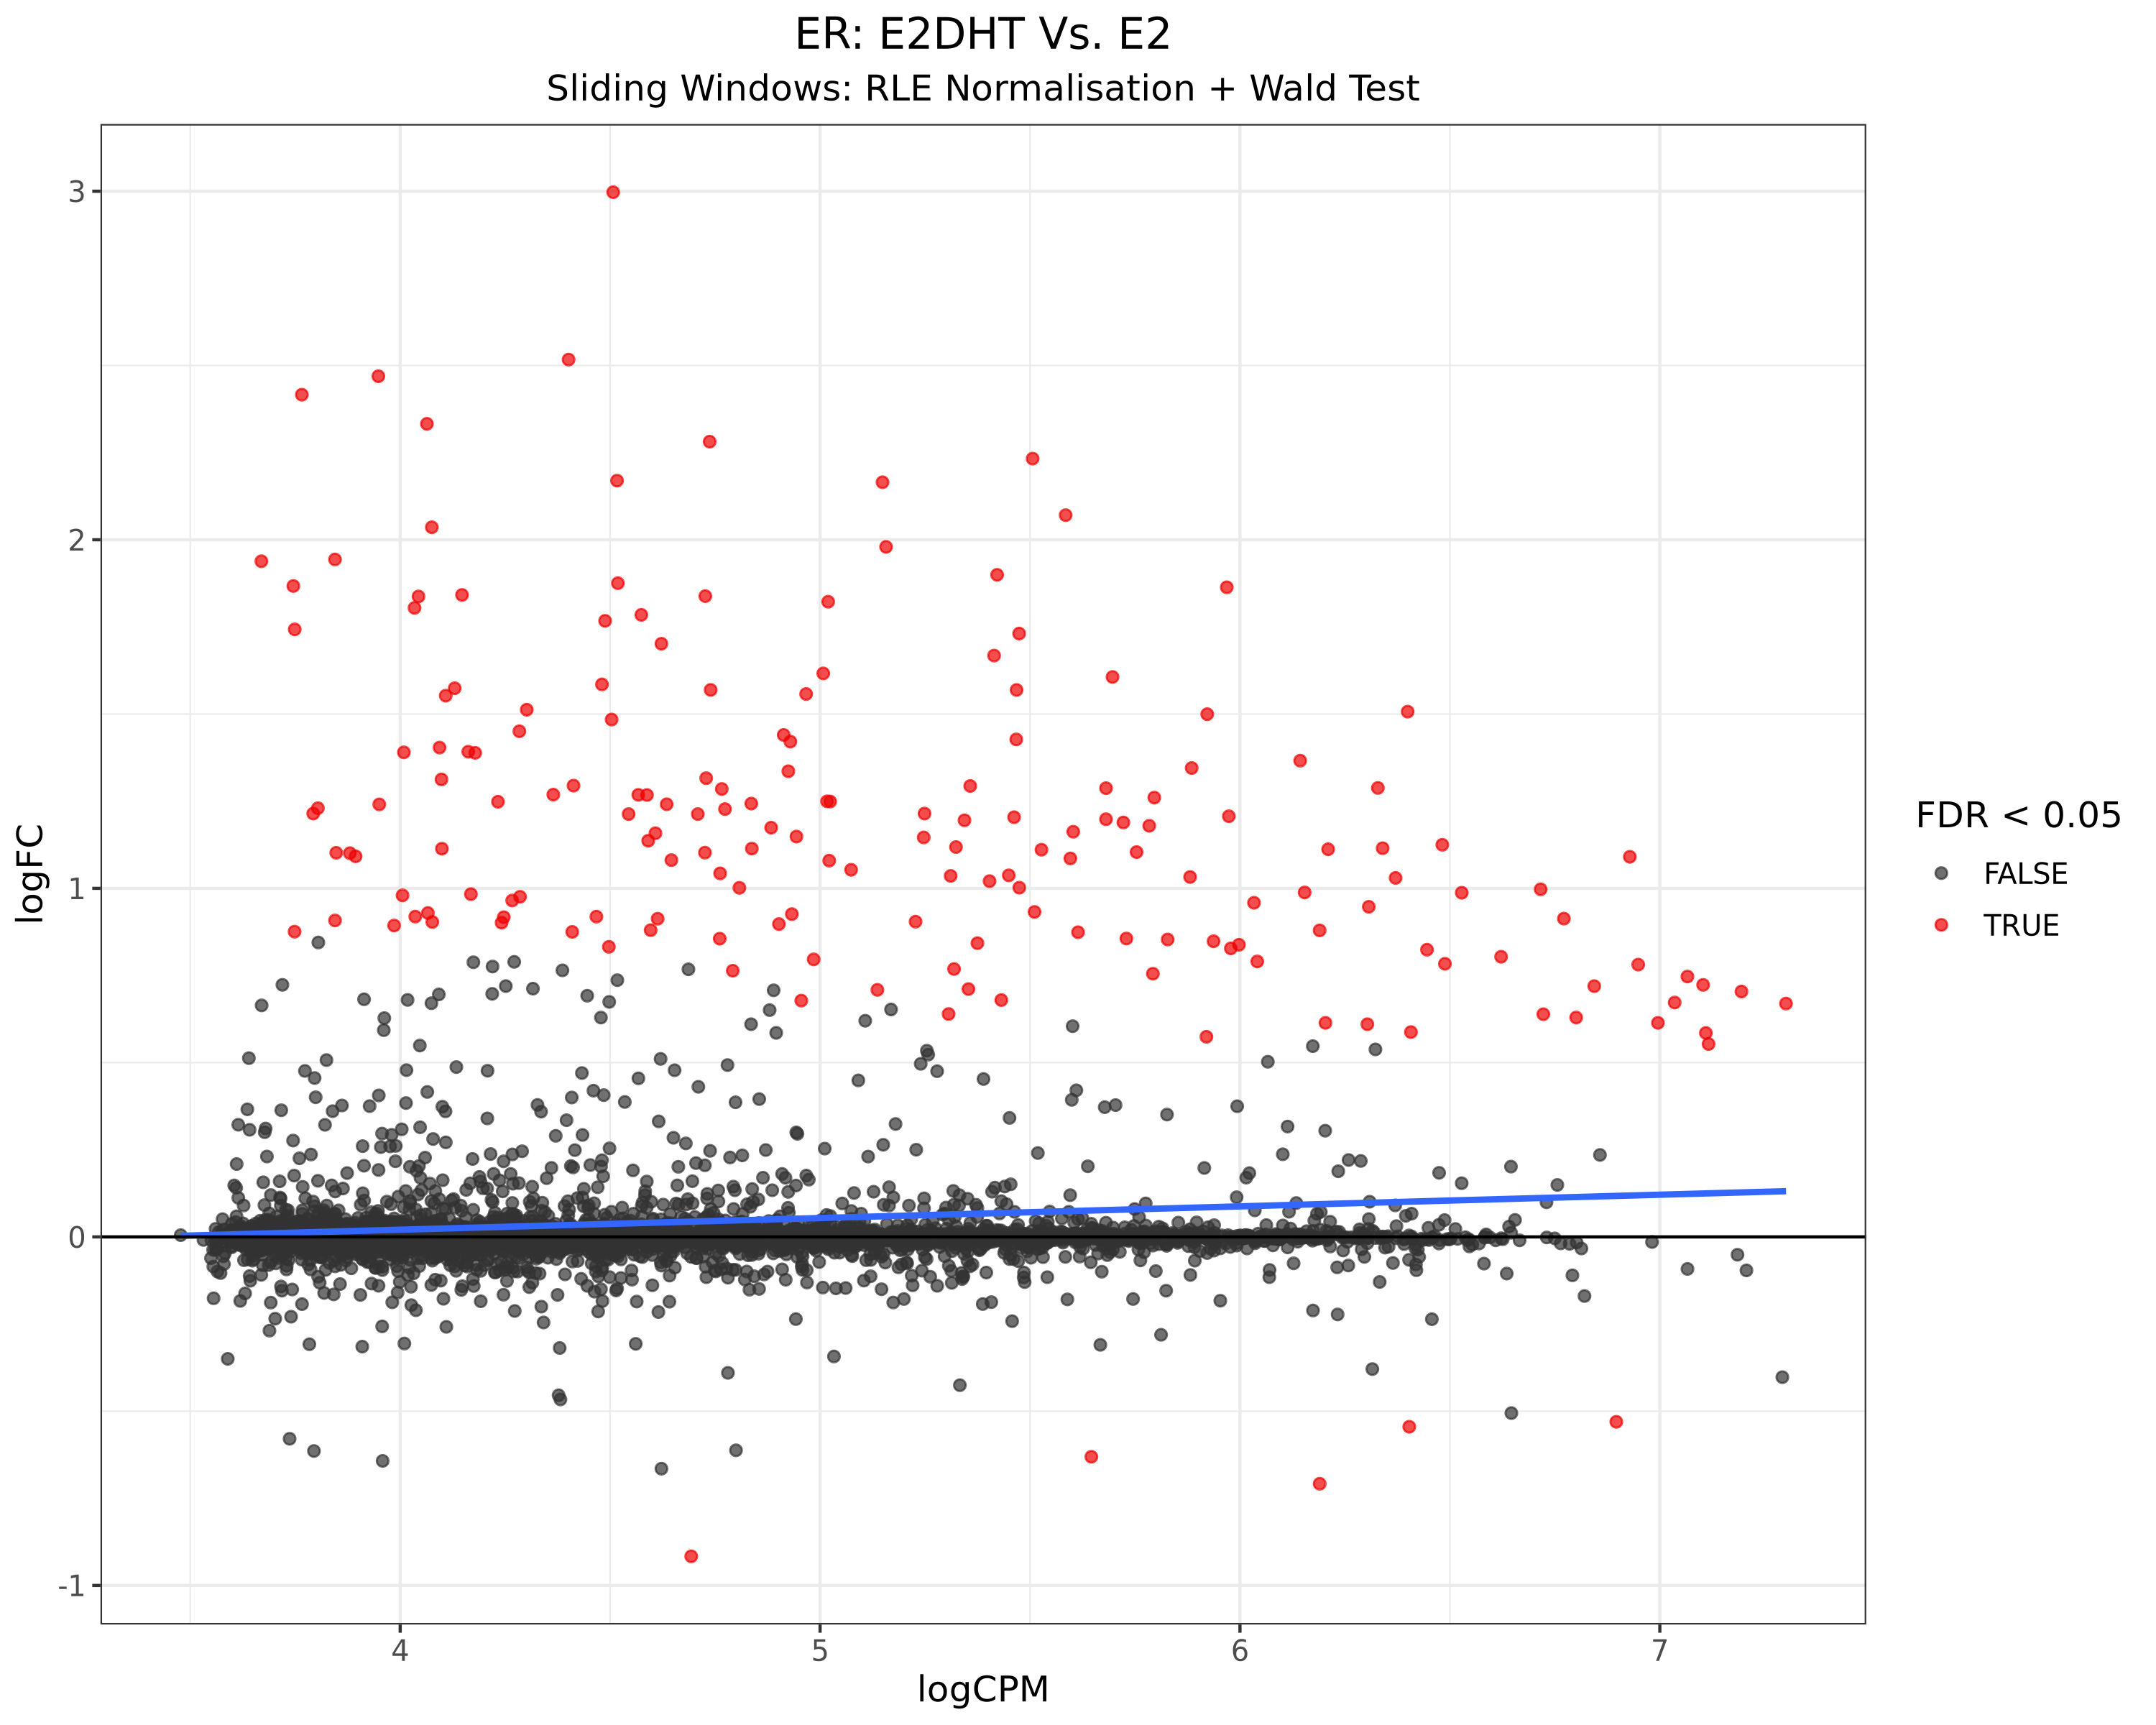 ER: E2DHT Vs. E2
Sliding Windows: RLE Normalisation + Wald Test
3
2
1
0
-1
logFC
4
5
6
7
logCPM
FDR < 0.05
FALSE
TRUE